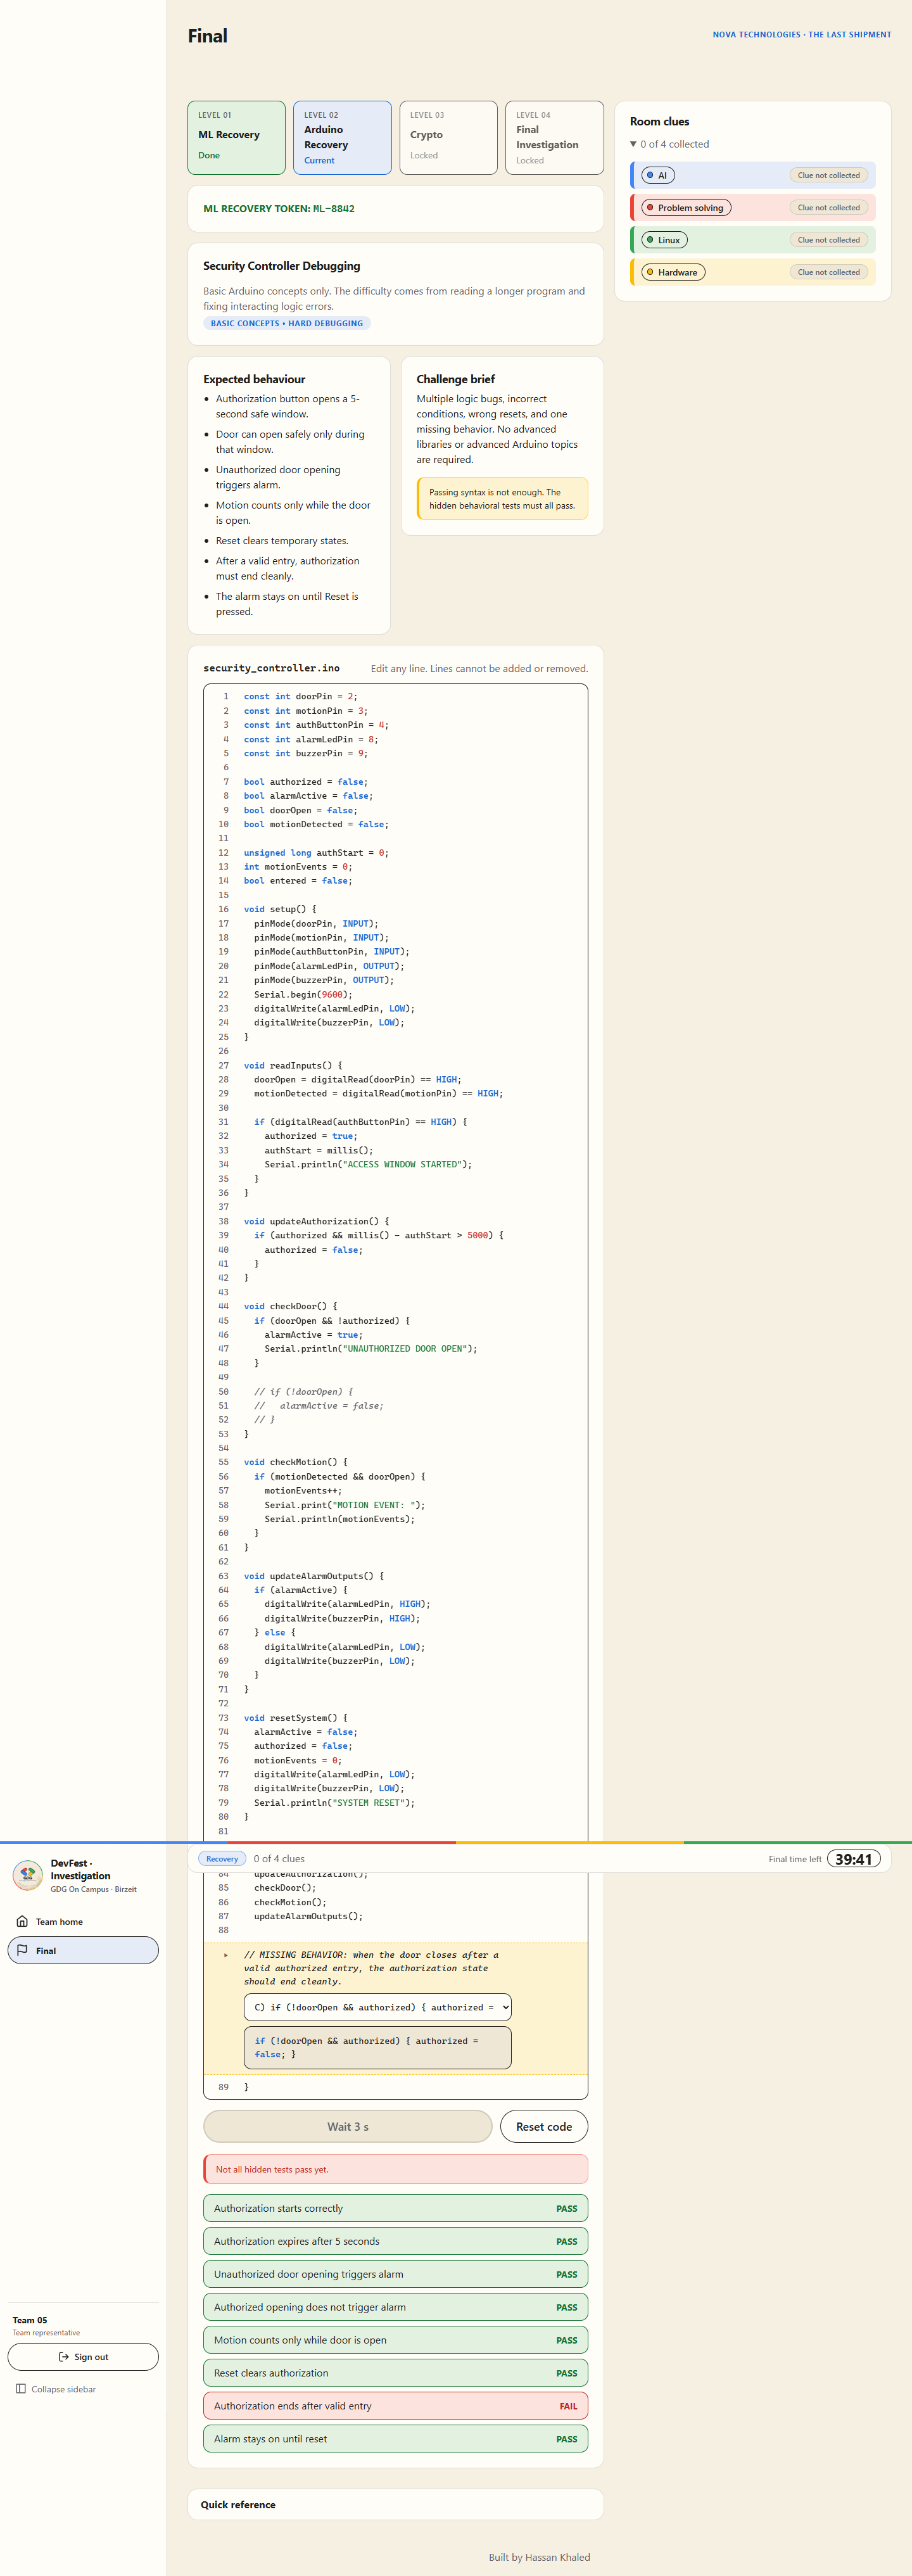 Final
NOVA TECHNOLOGIES · THE LAST SHIPMENT
LEVEL 01
ML Recovery
Done
LEVEL 02
Arduino
Recovery
Current
LEVEL 03
Crypto
Locked
LEVEL 04
Final
Investigation
Locked
Room clues
▼ 0 of 4 collected
AI
Clue not collected
Problem solving
Clue not collected
Linux
Clue not collected
Hardware
Clue not collected
ML RECOVERY TOKEN: ML-8842
Security Controller Debugging
Basic Arduino concepts only. The difficulty comes from reading a longer program and
fixing interacting logic errors.
BASIC CONCEPTS • HARD DEBUGGING
Expected behaviour
• Authorization button opens a 5-
second safe window.
• Door can open safely only during
that window.
• Unauthorized door opening
triggers alarm.
• Motion counts only while the door
is open.
• Reset clears temporary states.
• After a valid entry, authorization
must end cleanly.
• The alarm stays on until Reset is
pressed.
Challenge brief
Multiple logic bugs, incorrect
conditions, wrong resets, and one
missing behavior. No advanced
libraries or advanced Arduino topics
are required.
Passing syntax is not enough. The
hidden behavioral tests must all pass.
security_controller.ino
Edit any line. Lines cannot be added or removed.
1 const int doorPin = 2;
2 const int motionPin = 3;
3 const int authButtonPin = 4;
4 const int alarmLedPin = 8;
5 const int buzzerPin = 9;
6
7 bool authorized = false;
8 bool alarmActive = false;
9 bool doorOpen = false;
10 bool motionDetected = false;
11
12 unsigned long authStart = 0;
13 int motionEvents = 0;
14 bool entered = false;
15
16 void setup() {
17 pinMode(doorPin, INPUT);
18 pinMode(motionPin, INPUT);
19 pinMode(authButtonPin, INPUT);
20 pinMode(alarmLedPin, OUTPUT);
21 pinMode(buzzerPin, OUTPUT);
22 Serial.begin(9600);
23 digitalWrite(alarmLedPin, LOW);
24 digitalWrite(buzzerPin, LOW);
25 }
26
27 void readInputs() {
28 doorOpen = digitalRead(doorPin) == HIGH;
29 motionDetected = digitalRead(motionPin) == HIGH;
30
31 if (digitalRead(authButtonPin) == HIGH) {
32 authorized = true;
33 authStart = millis();
34 Serial.println("ACCESS WINDOW STARTED");
35 }
36 }
37
38 void updateAuthorization() {
39 if (authorized && millis() - authStart > 5000) {
40 authorized = false;
41 }
42 }
43
44 void checkDoor() {
45 if (doorOpen && !authorized) {
46 alarmActive = true;
47 Serial.println("UNAUTHORIZED DOOR OPEN");
48 }
49
50 // if (!doorOpen) {
51 //   alarmActive = false;
52 // }
53 }
54
55 void checkMotion() {
56 if (motionDetected && doorOpen) {
57 motionEvents++;
58 Serial.print("MOTION EVENT: ");
59 Serial.println(motionEvents);
60 }
61 }
62
63 void updateAlarmOutputs() {
64 if (alarmActive) {
65 digitalWrite(alarmLedPin, HIGH);
66 digitalWrite(buzzerPin, HIGH);
67 } else {
68 digitalWrite(alarmLedPin, LOW);
69 digitalWrite(buzzerPin, LOW);
70 }
71 }
72
73 void resetSystem() {
74 alarmActive = false;
75 authorized = false;
76 motionEvents = 0;
77 digitalWrite(alarmLedPin, LOW);
78 digitalWrite(buzzerPin, LOW);
79 Serial.println("SYSTEM RESET");
80 }
81
Recovery
0 of 4 clues
Final time left
39:41
84 updateAuthorization();
85 checkDoor();
86 checkMotion();
87 updateAlarmOutputs();
88
▸ // MISSING BEHAVIOR: when the door closes after a
valid authorized entry, the authorization state
should end cleanly.
C) if (!doorOpen && authorized) { authorized =
if (!doorOpen && authorized) { authorized =
false; }
89 }
Wait 3 s
Reset code
Not all hidden tests pass yet.
Authorization starts correctly PASS
Authorization expires after 5 seconds PASS
Unauthorized door opening triggers alarm PASS
Authorized opening does not trigger alarm PASS
Motion counts only while door is open PASS
Reset clears authorization PASS
Authorization ends after valid entry FAIL
Alarm stays on until reset PASS
Quick reference
Built by Hassan Khaled
DevFest ·
Investigation
GDG On Campus · Birzeit
Team home
Final
Team 05
Team representative
Sign out
Collapse sidebar